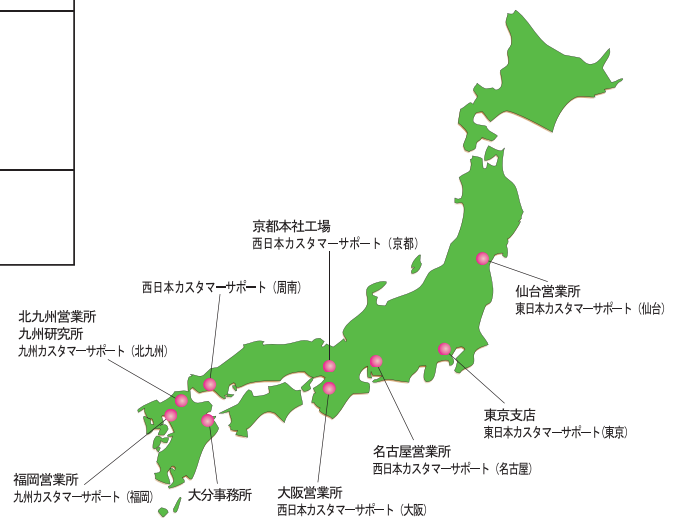 京都本社工場
西日本カスタマーサポート（京都）
西日本カスタマーサポート（周南）
仙台営業所
東日本カスタマーサポート（仙台）
北九州営業所
九州研究所
九州カスタマーサポート（北九州）
東京支店
東日本カスタマーサポート（東京）
名古屋営業所
西日本カスタマーサポート（名古屋）
福岡営業所
九州カスタマーサポート（福岡）
大分事務所
大阪営業所
西日本カスタマーサポート（大阪）